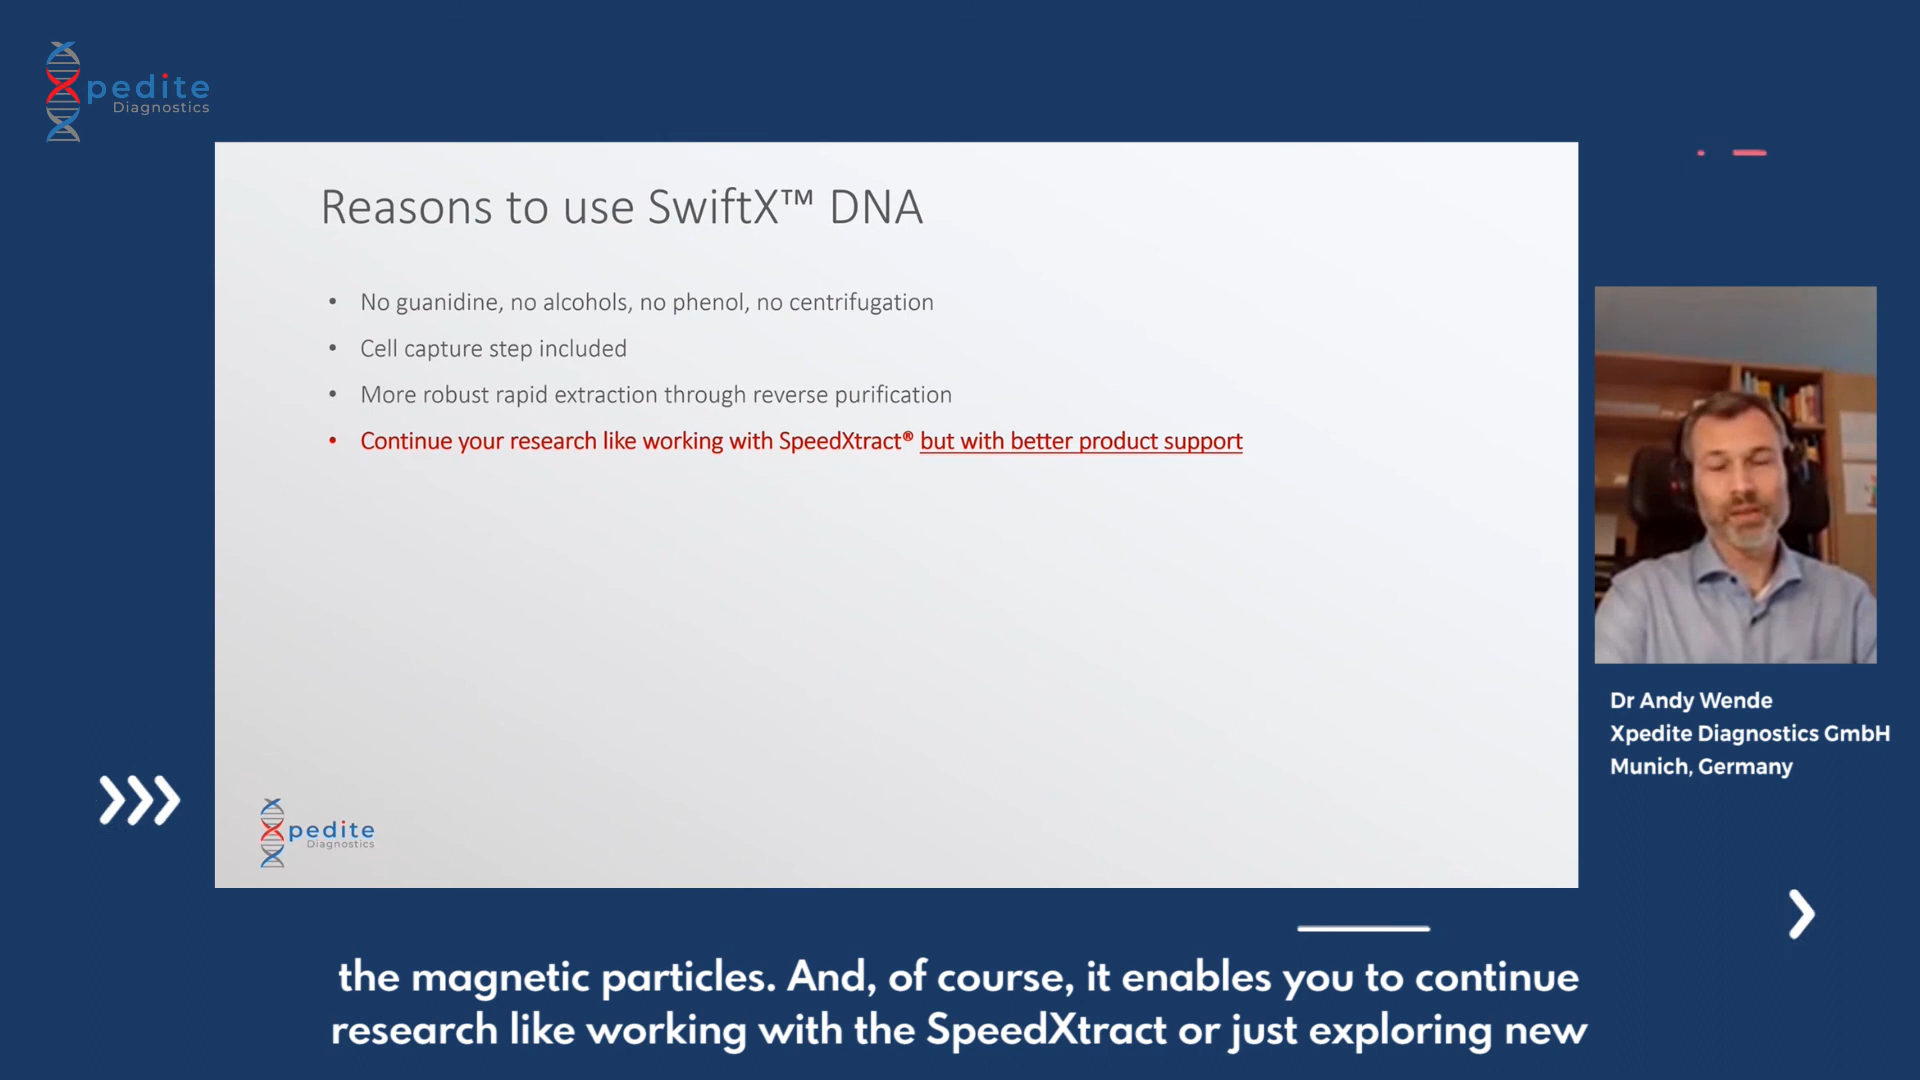 Xpedite
Diagnostics
Reasons to use SwiftX™ DNA
• No guanidine, no alcohols, no phenol, no centrifugation
• Cell capture step included
• More robust rapid extraction through reverse purification
• Continue your research like working with SpeedXtract® but with better product support
Xpedite
Diagnostics
Dr Andy Wende
Xpedite Diagnostics GmbH
Munich, Germany
the magnetic particles. And, of course, it enables you to continue
research like working with the SpeedXtract or just exploring new